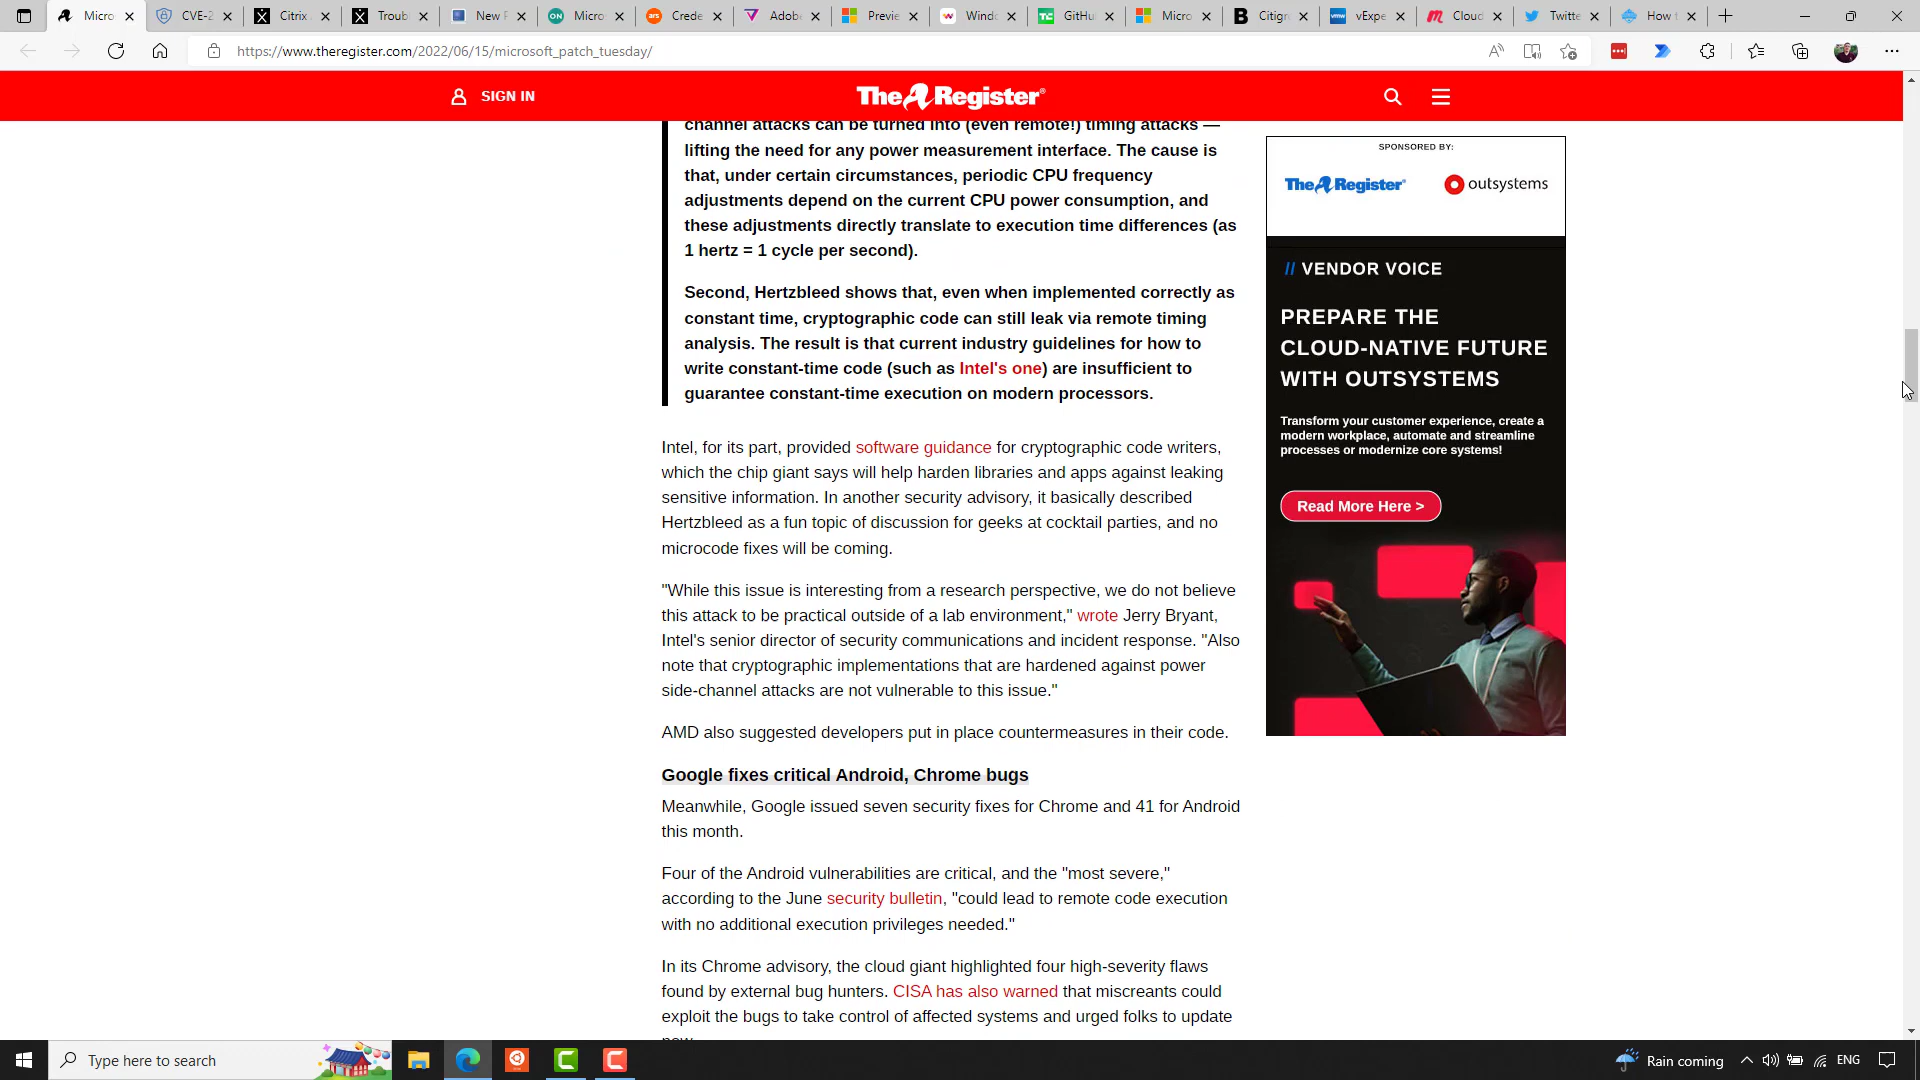 Micro
CVE-2
Citrix
Troub
New P
Micro
Crede
Adob
Previe
Windo
GitHu
Micro
Citigr
vExpe
Cloud
Twitte
How t
https://www.theregister.com/2022/06/15/microsoft_patch_tuesday/
SIGN IN
The Register
channel attacks can be turned into (even remote!) timing attacks —
lifting the need for any power measurement interface. The cause is
that, under certain circumstances, periodic CPU frequency
adjustments depend on the current CPU power consumption, and
these adjustments directly translate to execution time differences (as
1 hertz = 1 cycle per second).
Second, Hertzbleed shows that, even when implemented correctly as
constant time, cryptographic code can still leak via remote timing
analysis. The result is that current industry guidelines for how to
write constant-time code (such as Intel's one) are insufficient to
guarantee constant-time execution on modern processors.
Intel, for its part, provided software guidance for cryptographic code writers,
which the chip giant says will help harden libraries and apps against leaking
sensitive information. In another security advisory, it basically described
Hertzbleed as a fun topic of discussion for geeks at cocktail parties, and no
microcode fixes will be coming.
"While this issue is interesting from a research perspective, we do not believe
this attack to be practical outside of a lab environment," wrote Jerry Bryant,
Intel's senior director of security communications and incident response. "Also
note that cryptographic implementations that are hardened against power
side-channel attacks are not vulnerable to this issue."
AMD also suggested developers put in place countermeasures in their code.
Google fixes critical Android, Chrome bugs
Meanwhile, Google issued seven security fixes for Chrome and 41 for Android
this month.
Four of the Android vulnerabilities are critical, and the "most severe,"
according to the June security bulletin, "could lead to remote code execution
with no additional execution privileges needed."
In its Chrome advisory, the cloud giant highlighted four high-severity flaws
found by external bug hunters. CISA has also warned that miscreants could
exploit the bugs to take control of affected systems and urged folks to update
SPONSORED BY:
The Register
outsystems
// VENDOR VOICE
PREPARE THE
CLOUD-NATIVE FUTURE
WITH OUTSYSTEMS
Transform your customer experience, create a
modern workplace, automate and streamline
processes or modernize core systems!
Read More Here >
Type here to search
Rain coming
ENG